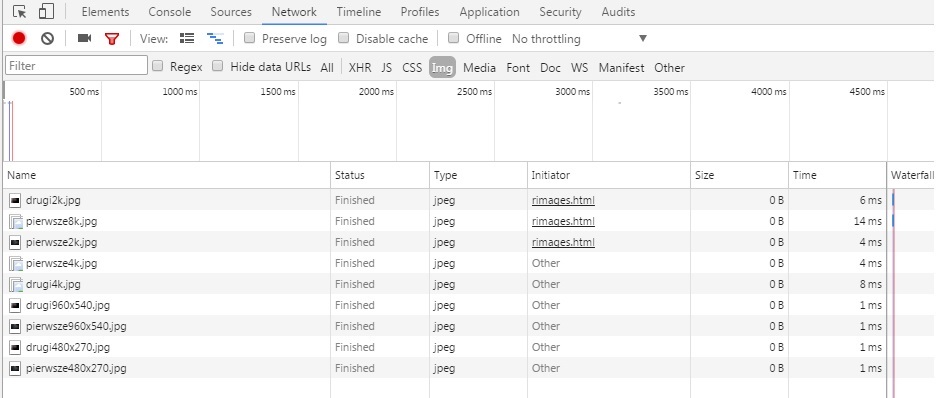 Elements Console Sources Network Timeline Profiles Application Security Audits
View: Preserve log Disable cache Offline No throttling ▼
Filter Regex Hide data URLs All XHR JS CSS Img Media Font Doc WS Manifest Other
500 ms 1000 ms 1500 ms 2000 ms 2500 ms 3000 ms 3500 ms 4000 ms 4500 ms
Name Status Type Initiator Size Time Waterfall
drugi2k.jpg Finished jpeg rimages.html 0 B 6 ms
pierwsze8k.jpg Finished jpeg rimages.html 0 B 14 ms
pierwsze2k.jpg Finished jpeg rimages.html 0 B 4 ms
pierwsze4k.jpg Finished jpeg Other 0 B 4 ms
drugi4k.jpg Finished jpeg Other 0 B 8 ms
drugi960x540.jpg Finished jpeg Other 0 B 1 ms
pierwsze960x540.jpg Finished jpeg Other 0 B 1 ms
drugi480x270.jpg Finished jpeg Other 0 B 1 ms
pierwsze480x270.jpg Finished jpeg Other 0 B 1 ms